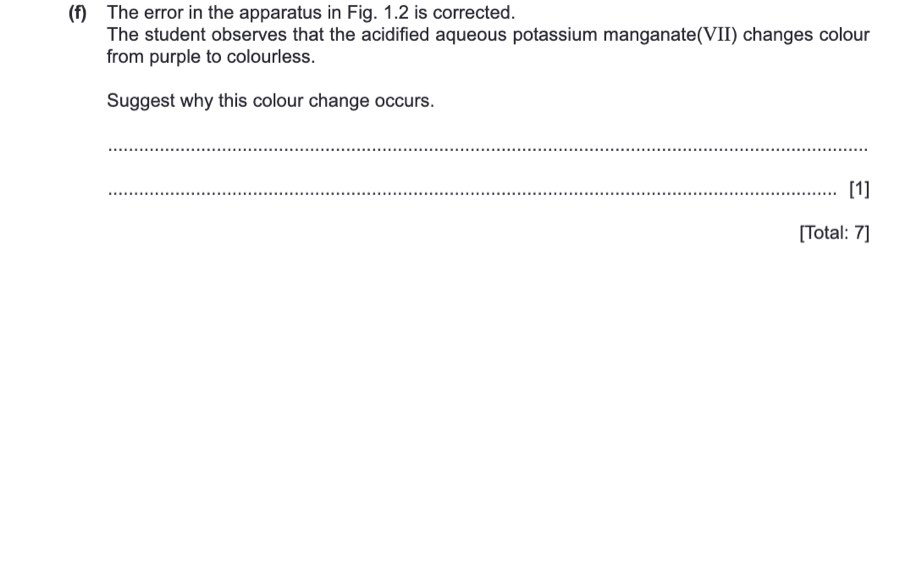 (f) The error in the apparatus in Fig. 1.2 is corrected.
The student observes that the acidified aqueous potassium manganate(VII) changes colour
from purple to colourless.
Suggest why this colour change occurs.
................................................................................................................................................
........................................................................................................................................... [1]
[Total: 7]